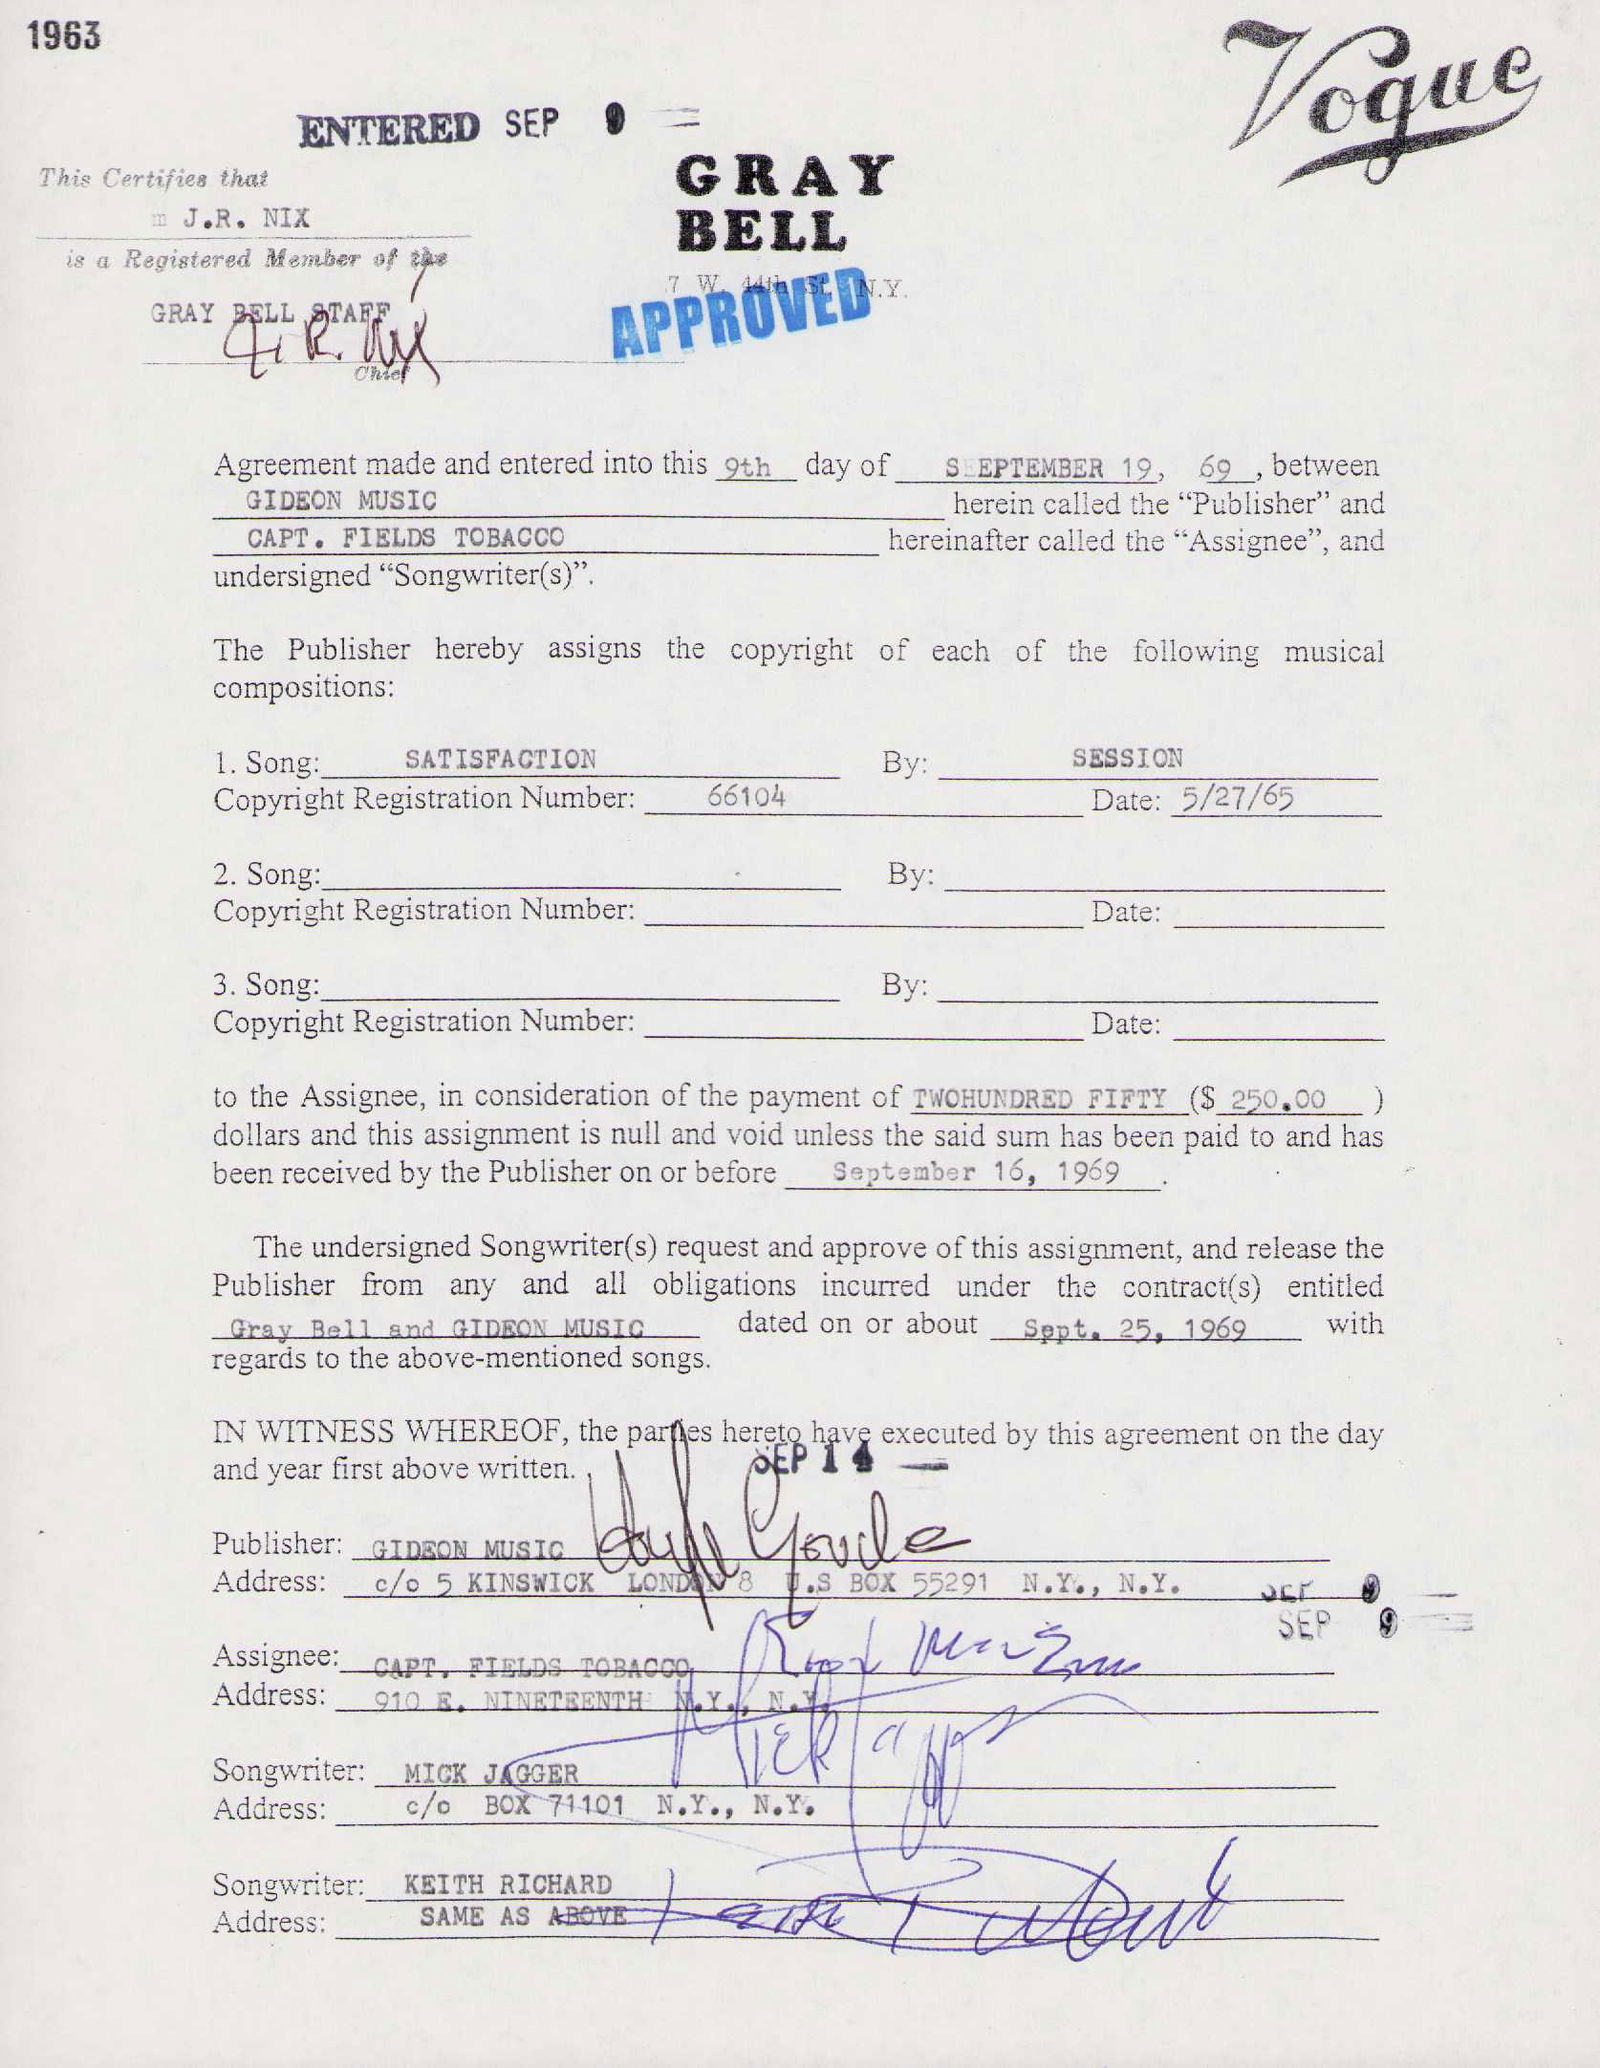 1963
Vogue
ENTERED SEP 9
This Certifies that
J.R. NIX
is a Registered Member of the
GRAY BELL STAFF
J. R. Nix
Chief
GRAY
BELL
7 W. 44th St. N.Y.
APPROVED
Agreement made and entered into this 9th day of S EPTEMBER 19, 69, between
GIDEON MUSIC herein called the “Publisher” and
CAPT. FIELDS TOBACCO hereinafter called the “Assignee”, and
undersigned “Songwriter(s)”.
The Publisher hereby assigns the copyright of each of the following musical
compositions:
1. Song: SATISFACTION By: SESSION
Copyright Registration Number: 66104 Date: 5/27/65
2. Song: By:
Copyright Registration Number: Date:
3. Song: By:
Copyright Registration Number: Date:
to the Assignee, in consideration of the payment of TWOHUNDRED FIFTY ($ 250.00 )
dollars and this assignment is null and void unless the said sum has been paid to and has
been received by the Publisher on or before September 16, 1969.
The undersigned Songwriter(s) request and approve of this assignment, and release the
Publisher from any and all obligations incurred under the contract(s) entitled
Gray Bell and GIDEON MUSIC dated on or about Sept. 25, 1969 with
regards to the above-mentioned songs.
IN WITNESS WHEREOF, the parties hereto have executed by this agreement on the day
and year first above written.
SEP 14
Publisher: GIDEON MUSIC
Address: c/o 5 KINSWICK LONDON 8 U.S BOX 55291 N.Y., N.Y.
SEP 9
SEP 9
Assignee: CAPT. FIELDS TOBACCO
Address: 910 E. NINETEENTH N.Y., N.Y.
Songwriter: MICK JAGGER
Address: c/o BOX 71101 N.Y., N.Y.
Songwriter: KEITH RICHARD
Address: SAME AS ABOVE